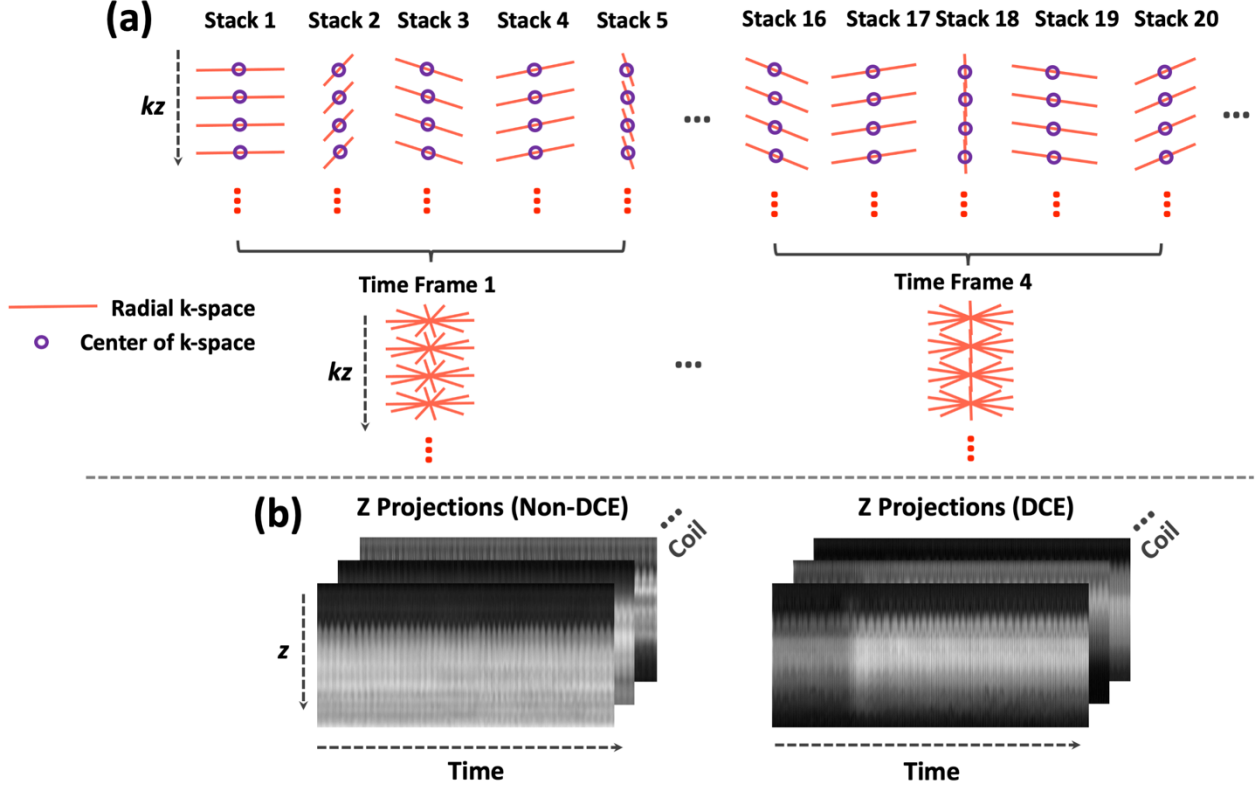 (a)
Stack 1 Stack 2 Stack 3 Stack 4 Stack 5 Stack 16 Stack 17 Stack 18 Stack 19 Stack 20
kz
...
...
Time Frame 1 Time Frame 4
Radial k-space
Center of k-space
kz
...
(b)
Z Projections (Non-DCE) Z Projections (DCE)
... Coil
... Coil
z
Time Time